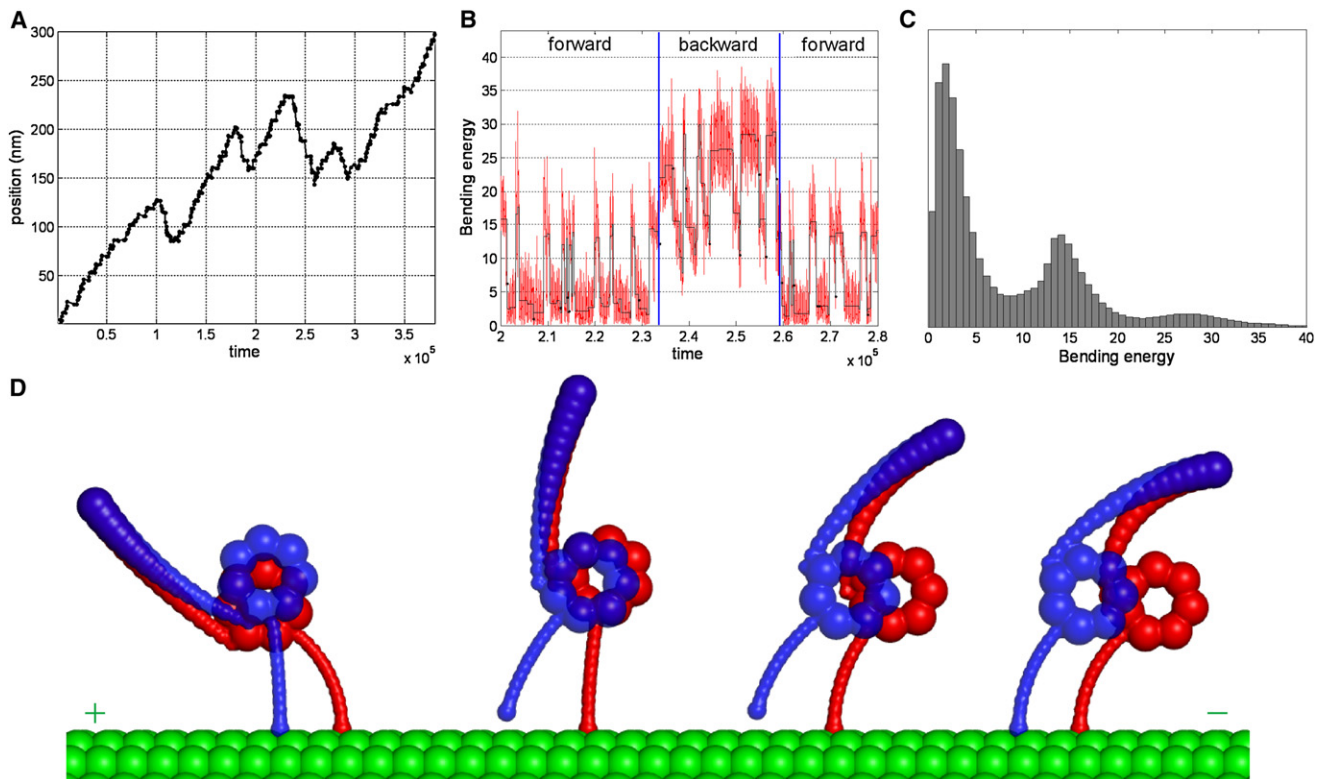 A
300
250
200
150
100
50
position (nm)
0.5 1 1.5 2 2.5 3 3.5
time
x 10^5
B
forward backward forward
40
35
30
25
20
15
10
5
0
Bending energy
2 2.1 2.2 2.3 2.4 2.5 2.6 2.7 2.8
time
x 10^5
C
0 5 10 15 20 25 30 35 40
Bending energy
D
+ −